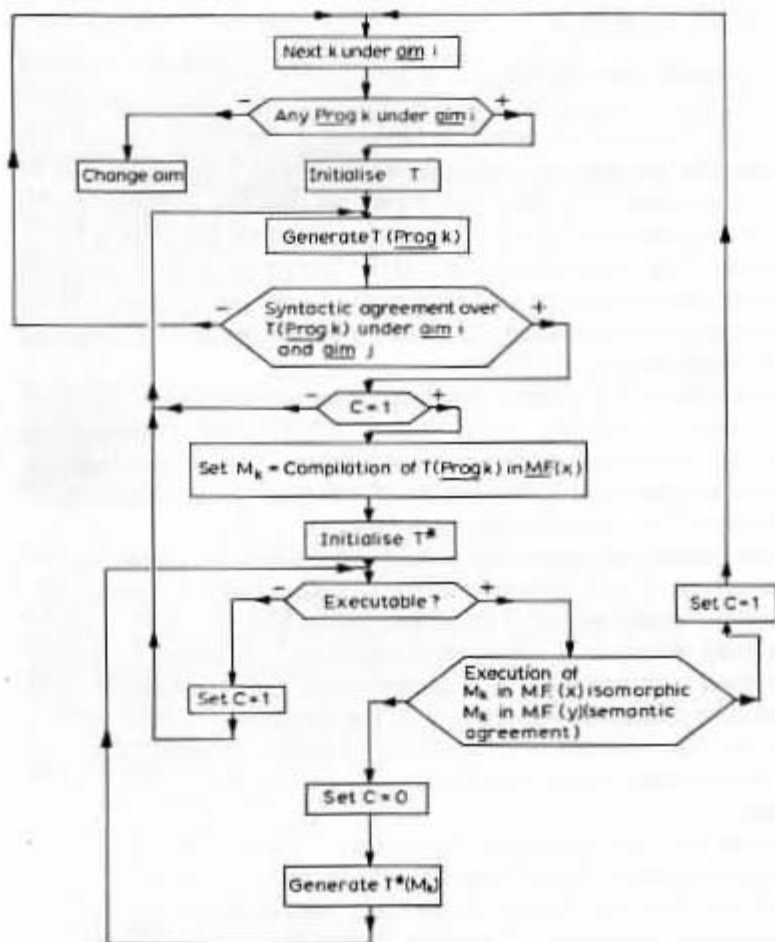 Next k under aim i
- Any Prog k under aim i +
Change aim
Initialise T
Generate T (Prog k)
- Syntactic agreement over +
T(Prog k) under aim i
and aim j
- C = 1 +
Set Mk = Compilation of T(Prog k) in MF(x)
Initialise T*
- Executable ? +
Set C = 1
Set C = 1
Execution of
Mk in M.F. (x) isomorphic
Mk in M.F. (y) (semantic
agreement)
- +
Set C = 0
Generate T*(Mk)